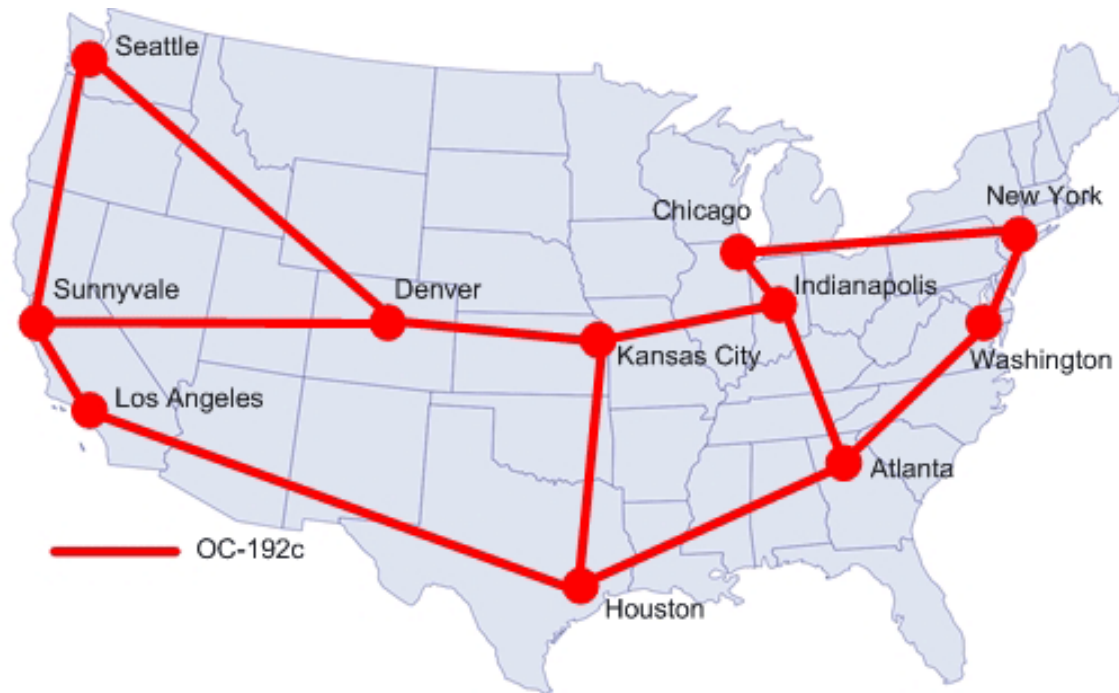 Seattle
New York
Chicago
Sunnyvale
Denver
Indianapolis
Kansas City
Washington
Los Angeles
Atlanta
OC-192c
Houston